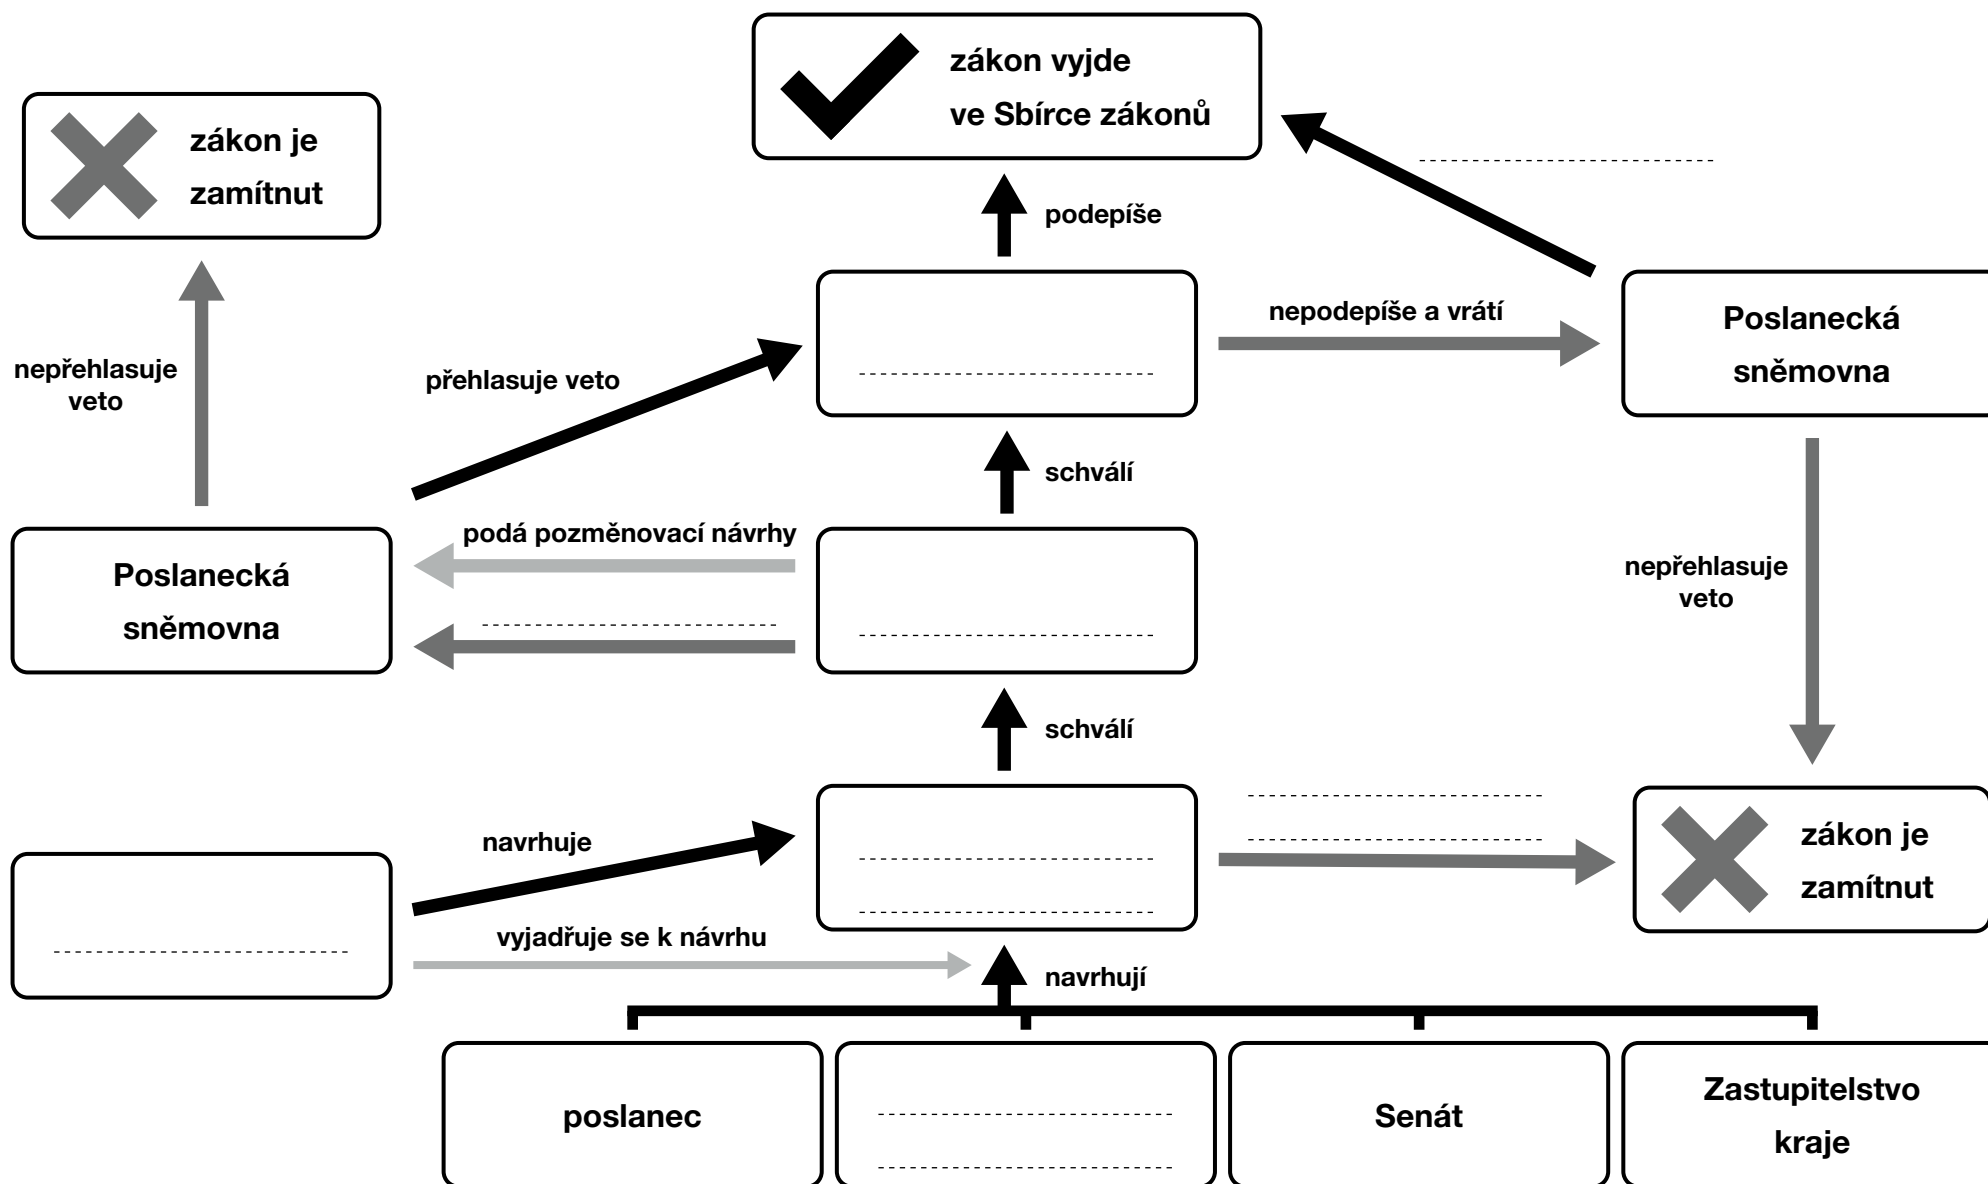 zákon vyjde
ve Sbírce zákonů
zákon je
zamítnut
podepíše
nepřehlasuje
veto
přehlasuje veto
nepodepíše a vrátí
Poslanecká
sněmovna
schválí
podá pozměnovací návrhy
Poslanecká
sněmovna
nepřehlasuje
veto
schválí
navrhuje
zákon je
zamítnut
vyjadřuje se k návrhu
navrhují
poslanec
Senát
Zastupitelstvo
kraje